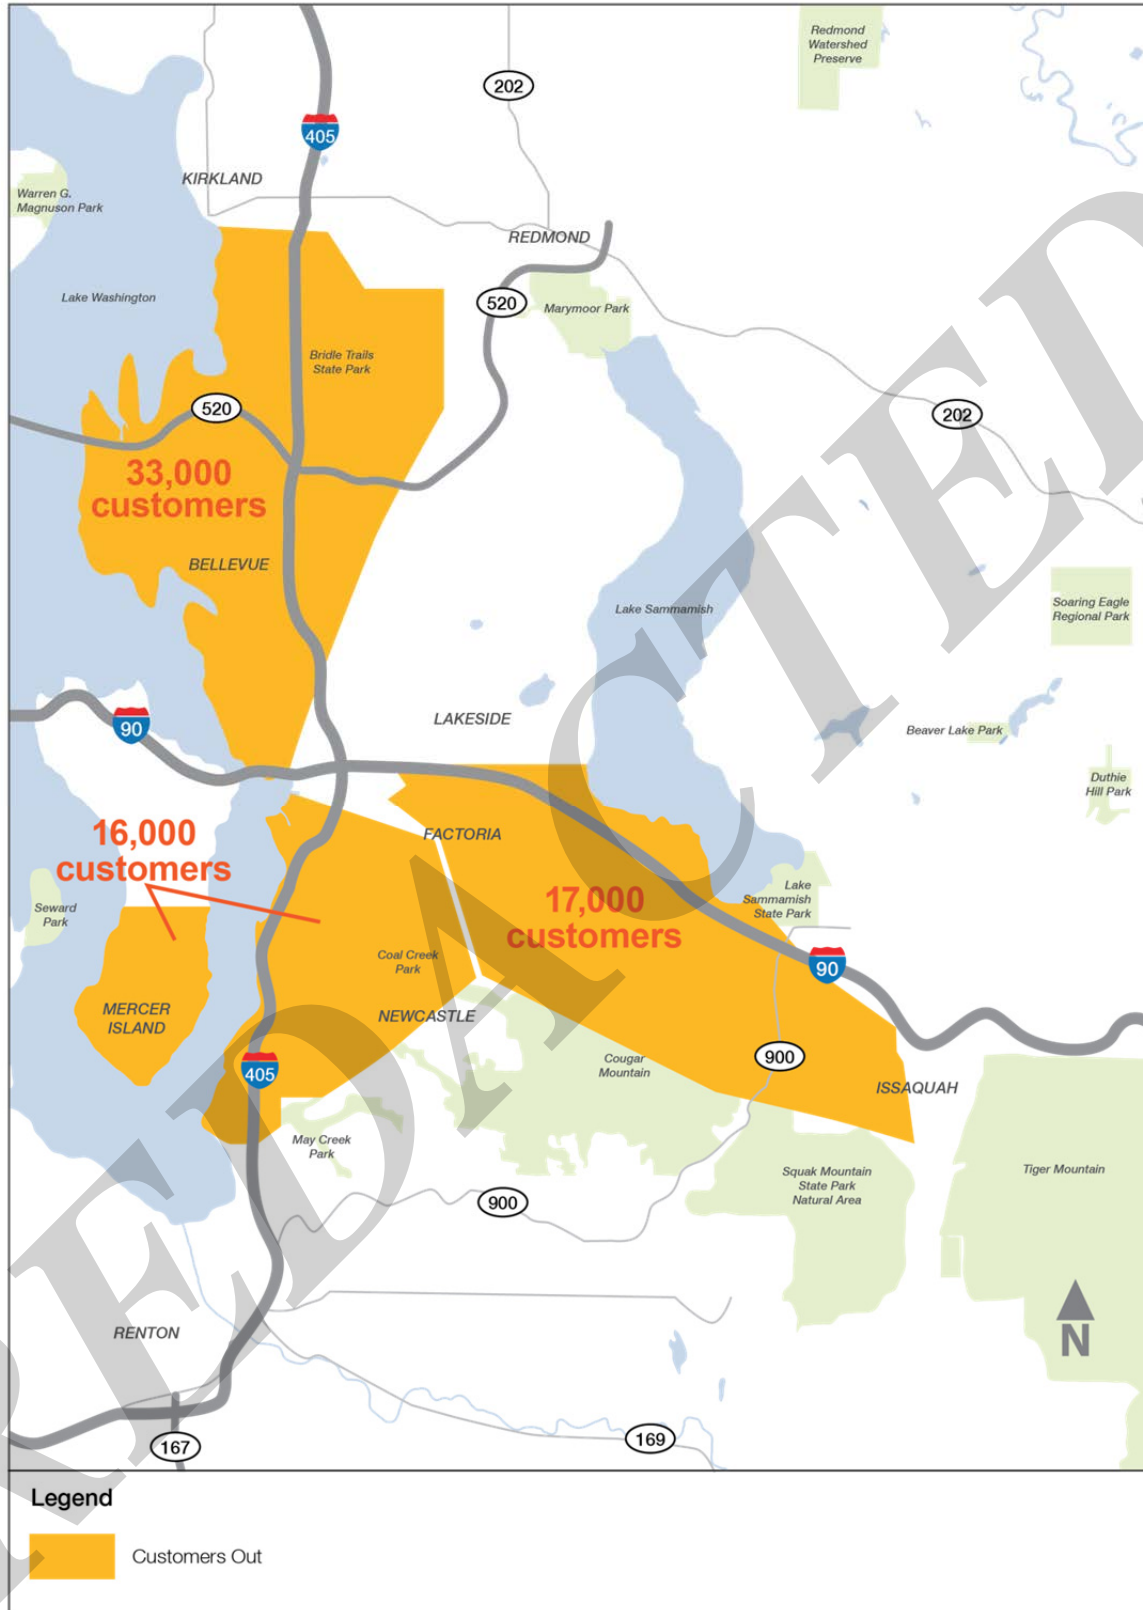 Redmond
Watershed
Preserve
202
405
KIRKLAND
Warren G.
Magnuson Park
REDMOND
Lake Washington
520
Marymoor Park
Bridle Trails
State Park
520
202
33,000
customers
BELLEVUE
Lake Sammamish
Soaring Eagle
Regional Park
90
LAKESIDE
Beaver Lake Park
Duthie
Hill Park
16,000
customers
FACTORIA
Seward
Park
17,000
customers
Lake
Sammamish
State Park
Coal Creek
Park
90
MERCER
ISLAND
NEWCASTLE
405
Cougar
Mountain
900
ISSAQUAH
May Creek
Park
Squak Mountain
State Park
Natural Area
Tiger Mountain
900
RENTON
N
167
169
Legend
Customers Out
REDACTED